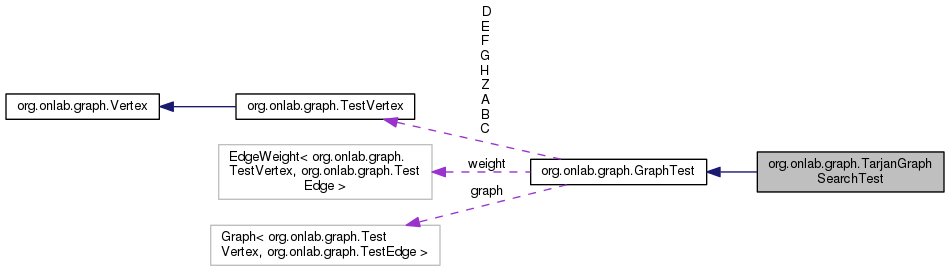 D
E
F
G
H
Z
A
B
C
org.onlab.graph.Vertex
org.onlab.graph.TestVertex
EdgeWeight< org.onlab.graph.
TestVertex, org.onlab.graph.Test
Edge >
weight
org.onlab.graph.GraphTest
org.onlab.graph.TarjanGraph
SearchTest
graph
Graph< org.onlab.graph.Test
Vertex, org.onlab.graph.TestEdge >